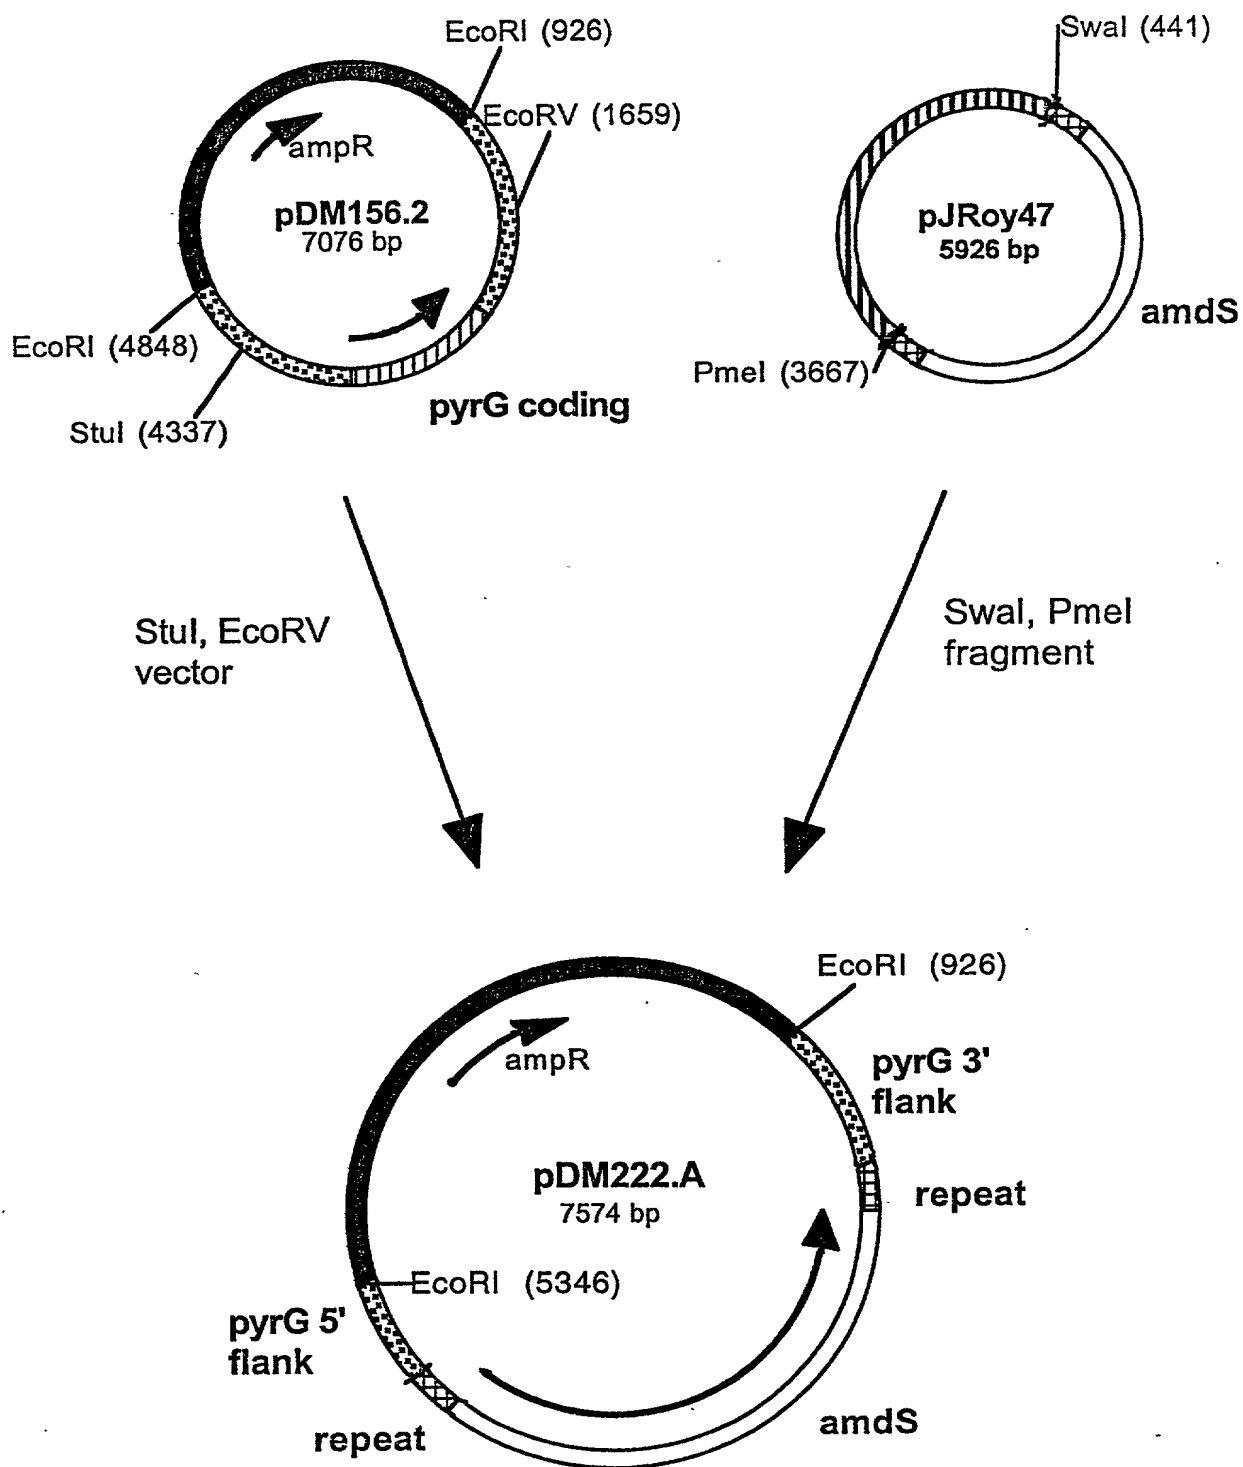 EcoRI (926)
SwaI (441)
EcoRV (1659)
ampR
pDM156.2
7076 bp
pJRoy47
5926 bp
amdS
EcoRI (4848)
PmeI (3667)
pyrG coding
StuI (4337)
StuI, EcoRV
vector
SwaI, PmeI
fragment
EcoRI (926)
ampR
pyrG 3'
flank
pDM222.A
7574 bp
repeat
EcoRI (5346)
pyrG 5'
flank
amdS
repeat